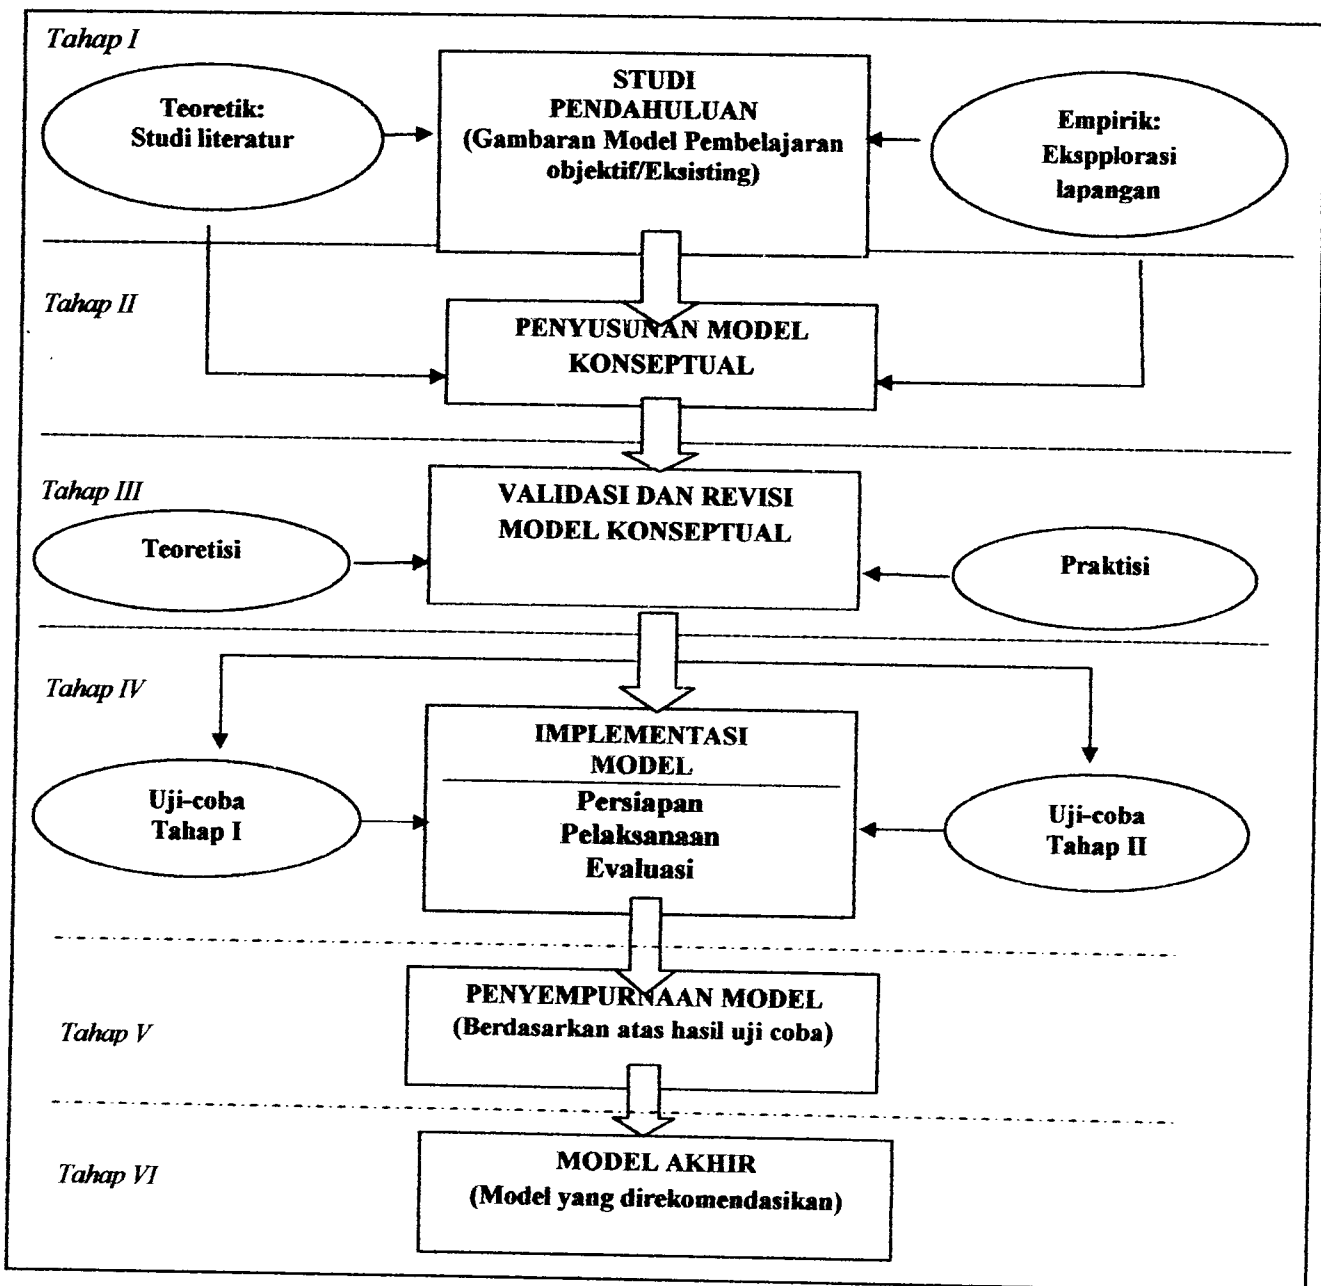 Tahap I
Teoretik:
Studi literatur
STUDI
PENDAHULUAN
(Gambaran Model Pembelajaran
objektif/Eksisting)
Empirik:
Ekspplorasi
lapangan
Tahap II
PENYUSUNAN MODEL
KONSEPTUAL
Tahap III
Teoretisi
VALIDASI DAN REVISI
MODEL KONSEPTUAL
Praktisi
Tahap IV
Uji-coba
Tahap I
IMPLEMENTASI
MODEL
Persiapan
Pelaksanaan
Evaluasi
Uji-coba
Tahap II
Tahap V
PENYEMPURNAAN MODEL
(Berdasarkan atas hasil uji coba)
Tahap VI
MODEL AKHIR
(Model yang direkomendasikan)